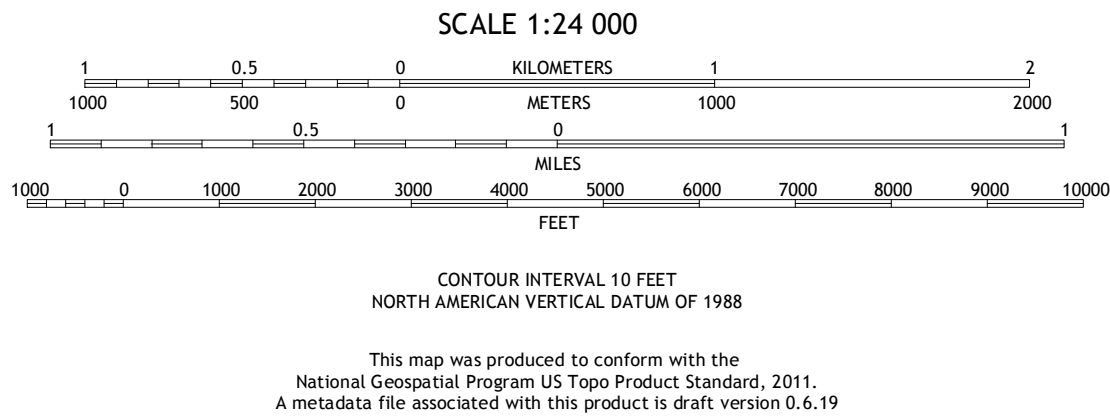 SCALE 1:24 000
1 0.5 0 KILOMETERS 1 2
1000 500 0 METERS 1000 2000
1 0.5 0 1
MILES
1000 0 1000 2000 3000 4000 5000 6000 7000 8000 9000 10000
FEET
CONTOUR INTERVAL 10 FEET
NORTH AMERICAN VERTICAL DATUM OF 1988
This map was produced to conform with the
National Geospatial Program US Topo Product Standard, 2011.
A metadata file associated with this product is draft version 0.6.19